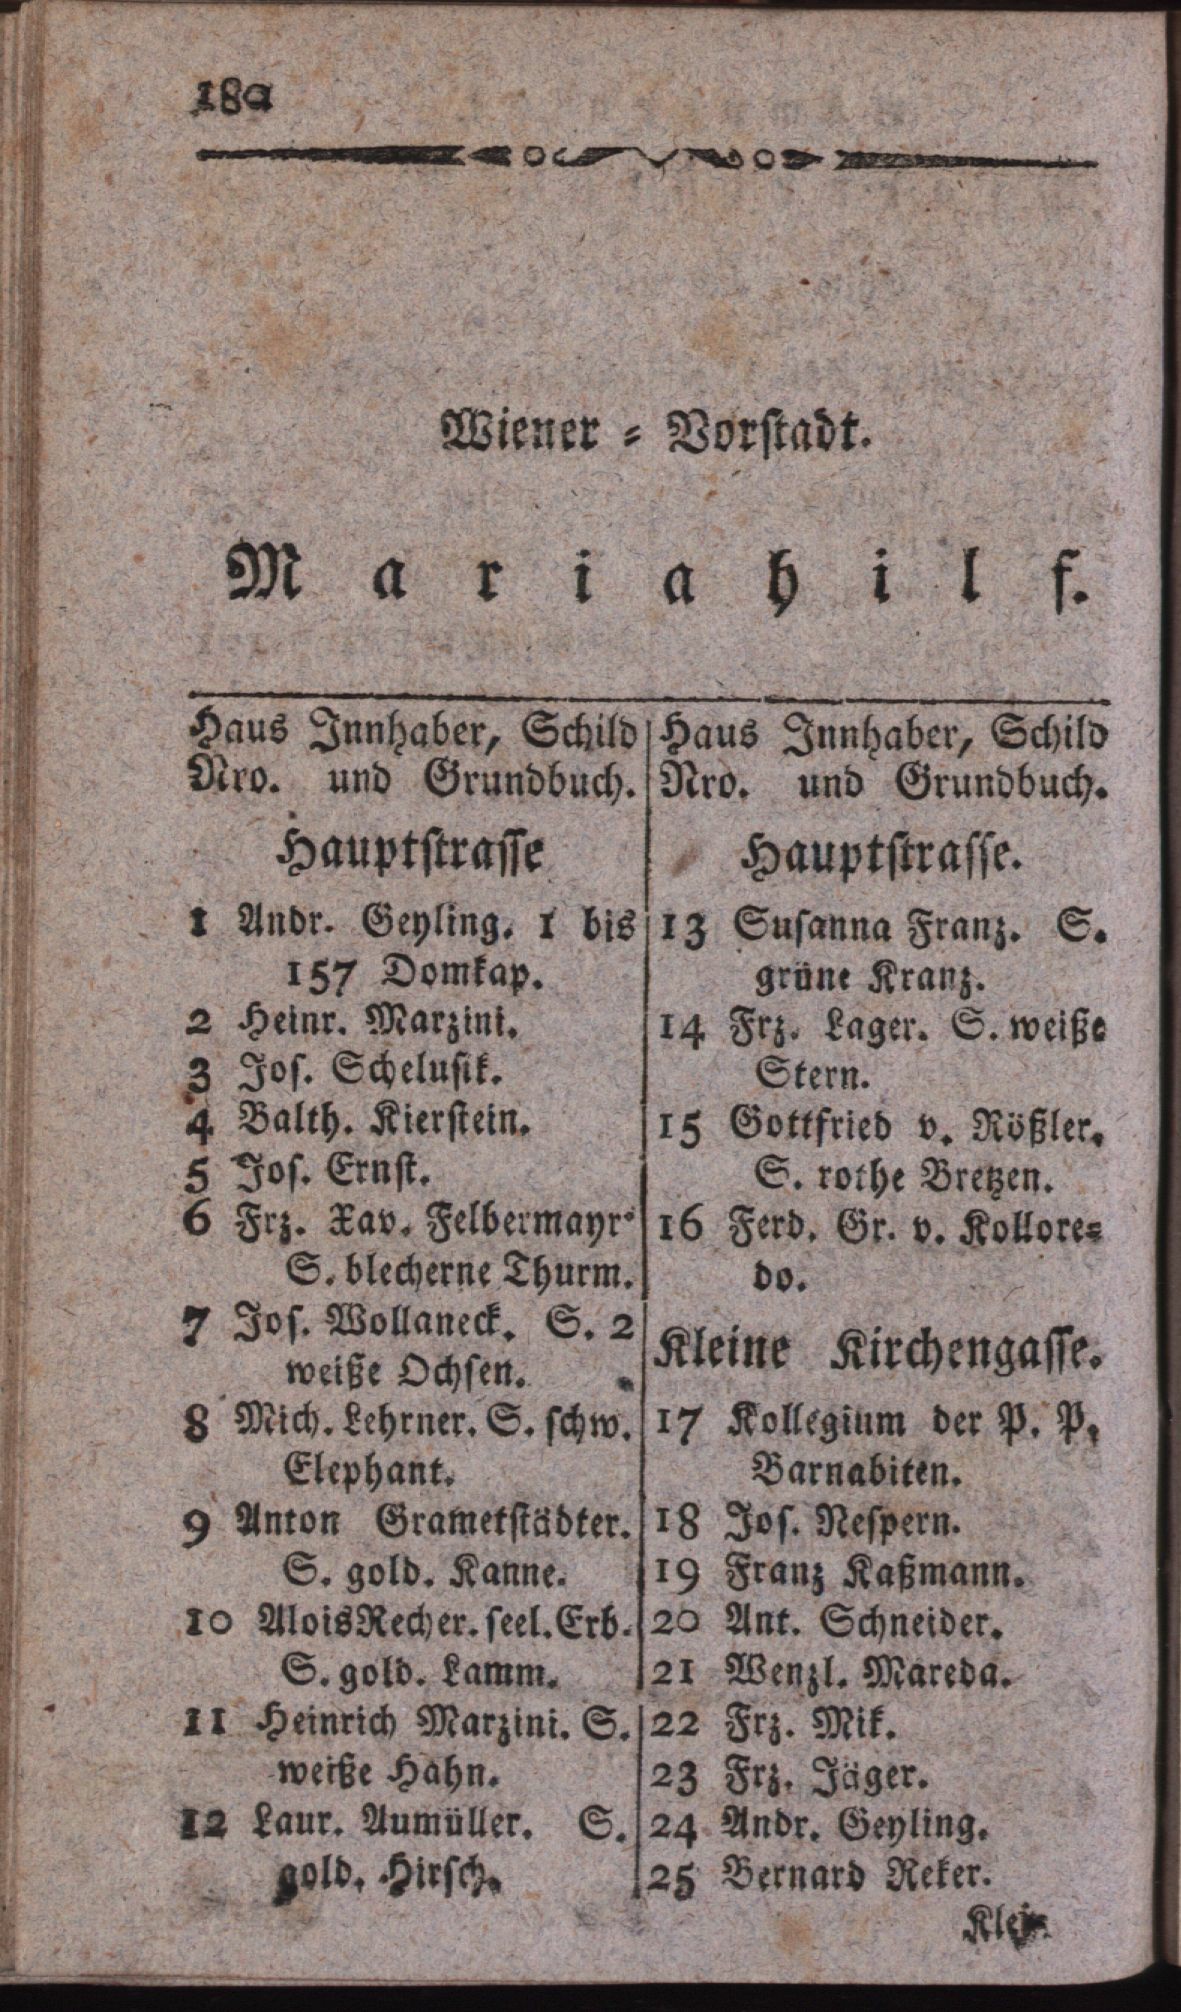 180
Wiener = Vorstadt.
Mariahilf.
Haus Innhaber, Schild
Nro. und Grundbuch.
Hauptstrasse
1 Andr. Geyling. 1 bis
157 Domkap.
2 Heinr. Marzini.
3 Jos. Schelusik.
4 Balth. Kierstein.
5 Jos. Ernst.
6 Frz. Xav. Felbermayr.
S. blecherne Thurm.
7 Jos. Wollaneck. S. 2
weiße Ochsen.
8 Mich. Lehrner. S. schw.
Elephant.
9 Anton Grametstädter.
S. gold. Kanne.
10 Alois Recher. seel. Erb.
S. gold. Lamm.
11 Heinrich Marzini. S.
weiße Hahn.
12 Laur. Aumüller. S.
gold. Hirsch.
Haus Innhaber, Schild
Nro. und Grundbuch.
Hauptstrasse.
13 Susanna Franz. S.
grüne Kranz.
14 Frz. Lager. S. weiße
Stern.
15 Gottfried v. Rößler.
S. rothe Bretzen.
16 Ferd. Gr. v. Kollore=
do.
Kleine Kirchengasse.
17 Kollegium der P. P.
Barnabiten.
18 Jos. Nespern.
19 Franz Kaßmann.
20 Ant. Schneider.
21 Wenzl. Mareda.
22 Frz. Mik.
23 Frz. Jäger.
24 Andr. Geyling.
25 Bernard Reker.